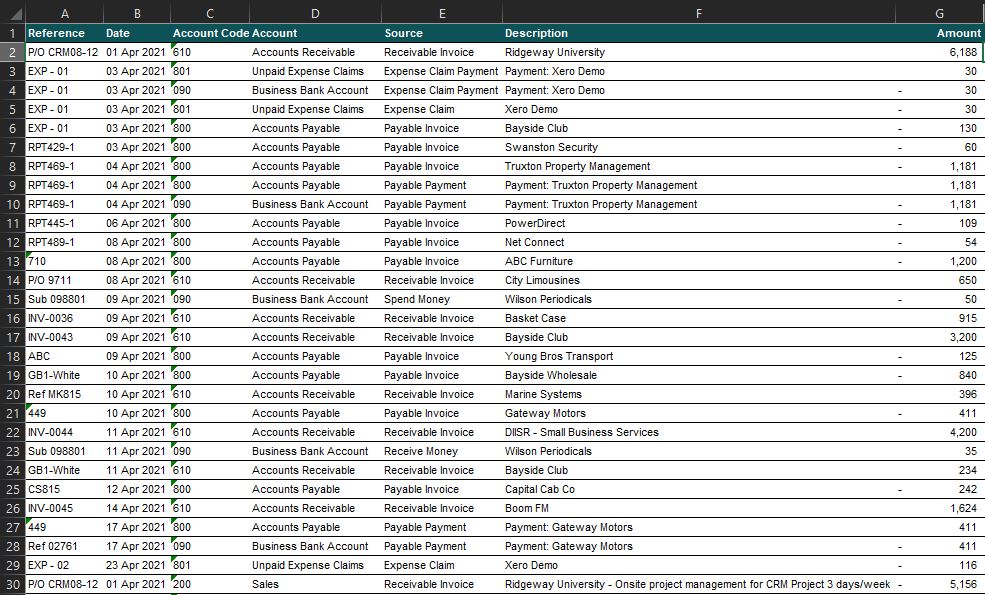 A B C D E F G
1 Reference Date Account Code Account Source Description Amount
2 P/O CRM08-12 01 Apr 2021 610 Accounts Receivable Receivable Invoice Ridgeway University 6,188
3 EXP - 01 03 Apr 2021 801 Unpaid Expense Claims Expense Claim Payment Payment: Xero Demo 30
4 EXP - 01 03 Apr 2021 090 Business Bank Account Expense Claim Payment Payment: Xero Demo - 30
5 EXP - 01 03 Apr 2021 801 Unpaid Expense Claims Expense Claim Xero Demo - 30
6 EXP - 01 03 Apr 2021 800 Accounts Payable Payable Invoice Bayside Club - 130
7 RPT429-1 03 Apr 2021 800 Accounts Payable Payable Invoice Swanston Security - 60
8 RPT469-1 04 Apr 2021 800 Accounts Payable Payable Invoice Truxton Property Management - 1,181
9 RPT469-1 04 Apr 2021 800 Accounts Payable Payable Payment Payment: Truxton Property Management 1,181
10 RPT469-1 04 Apr 2021 090 Business Bank Account Payable Payment Payment: Truxton Property Management - 1,181
11 RPT445-1 06 Apr 2021 800 Accounts Payable Payable Invoice PowerDirect - 109
12 RPT489-1 08 Apr 2021 800 Accounts Payable Payable Invoice Net Connect - 54
13 710 08 Apr 2021 800 Accounts Payable Payable Invoice ABC Furniture - 1,200
14 P/O 9711 08 Apr 2021 610 Accounts Receivable Receivable Invoice City Limousines 650
15 Sub 098801 09 Apr 2021 090 Business Bank Account Spend Money Wilson Periodicals - 50
16 INV-0036 09 Apr 2021 610 Accounts Receivable Receivable Invoice Basket Case 915
17 INV-0043 09 Apr 2021 610 Accounts Receivable Receivable Invoice Bayside Club 3,200
18 ABC 09 Apr 2021 800 Accounts Payable Payable Invoice Young Bros Transport - 125
19 GB1-White 10 Apr 2021 800 Accounts Payable Payable Invoice Bayside Wholesale - 840
20 Ref MK815 10 Apr 2021 610 Accounts Receivable Receivable Invoice Marine Systems 396
21 449 10 Apr 2021 800 Accounts Payable Payable Invoice Gateway Motors - 411
22 INV-0044 11 Apr 2021 610 Accounts Receivable Receivable Invoice DIISR - Small Business Services 4,200
23 Sub 098801 11 Apr 2021 090 Business Bank Account Receive Money Wilson Periodicals 35
24 GB1-White 11 Apr 2021 610 Accounts Receivable Receivable Invoice Bayside Club 234
25 CS815 12 Apr 2021 800 Accounts Payable Payable Invoice Capital Cab Co - 242
26 INV-0045 14 Apr 2021 610 Accounts Receivable Receivable Invoice Boom FM 1,624
27 449 17 Apr 2021 800 Accounts Payable Payable Payment Payment: Gateway Motors 411
28 Ref 02761 17 Apr 2021 090 Business Bank Account Payable Payment Payment: Gateway Motors - 411
29 EXP - 02 23 Apr 2021 801 Unpaid Expense Claims Expense Claim Xero Demo - 116
30 P/O CRM08-12 01 Apr 2021 200 Sales Receivable Invoice Ridgeway University - Onsite project management for CRM Project 3 days/week - 5,156